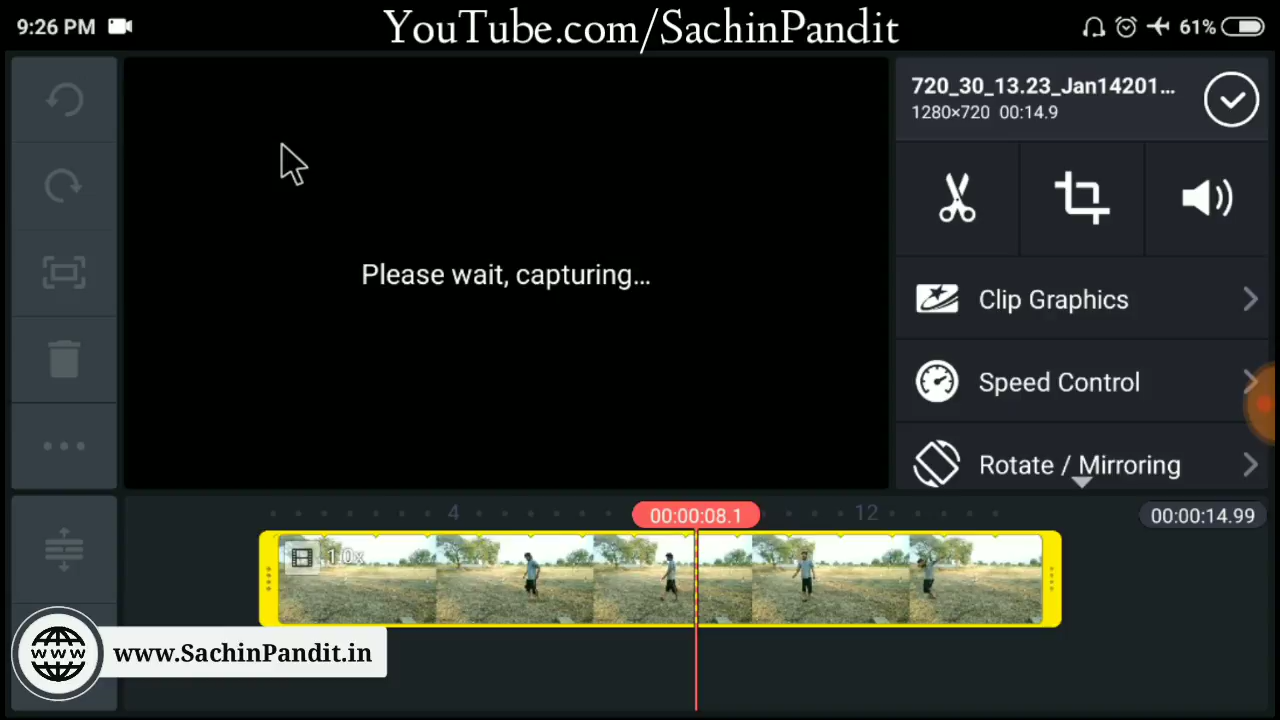 9:26 PM
YouTube.com/SachinPandit
61%
720_30_13.23_Jan14201...
1280×720 00:14.9
Please wait, capturing...
Clip Graphics
Speed Control
Rotate / Mirroring
4
00:00:08.1
12
00:00:14.99
1.0x
www
www.SachinPandit.in